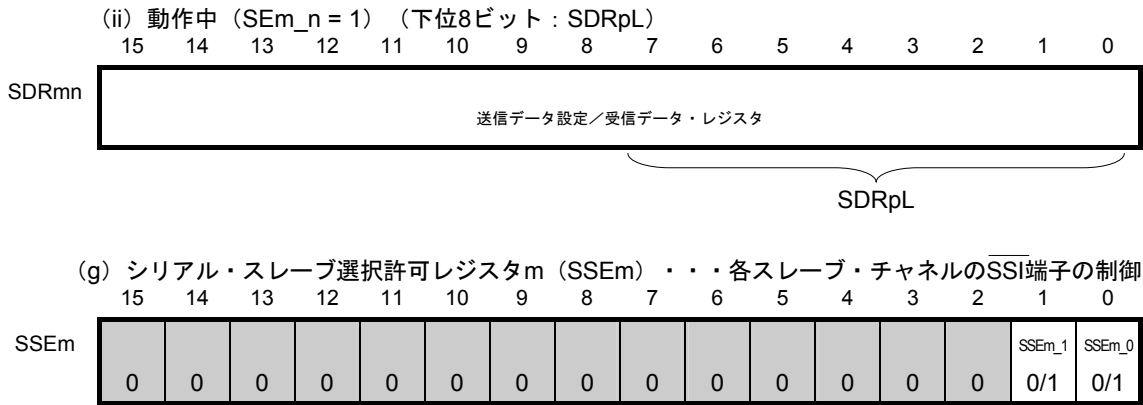 （ii）動作中（SEm_n = 1）（下位8ビット：SDRpL）
15 14 13 12 11 10 9 8 7 6 5 4 3 2 1 0
SDRmn
送信データ設定／受信データ・レジスタ
SDRpL
（g）シリアル・スレーブ選択許可レジスタm（SSEm）・・・各スレーブ・チャネルのSSI端子の制御
15 14 13 12 11 10 9 8 7 6 5 4 3 2 1 0
SSEm
SSEm_1 SSEm_0
0 0 0 0 0 0 0 0 0 0 0 0 0 0 0/1 0/1